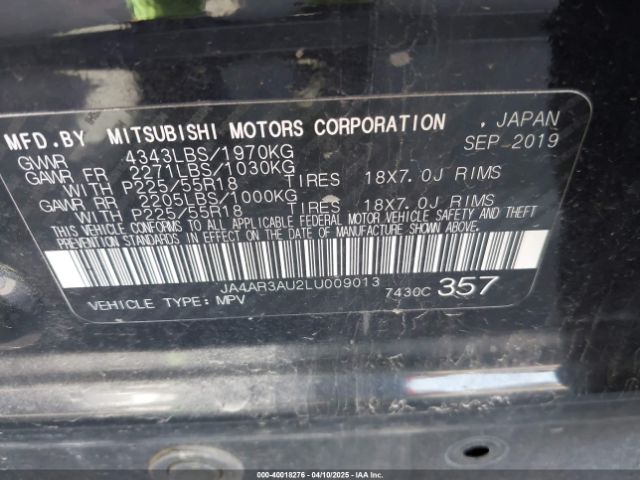 MFD.BY MITSUBISHI MOTORS CORPORATION , JAPAN
GVWR 4343LBS/1970KG SEP 2019
GAWR FR 2271LBS/1030KG
WITH P225/55R18 TIRES 18X7.0J RIMS
GAWR RR 2205LBS/1000KG
WITH P225/55R18 TIRES 18X7.0J RIMS
THIS VEHICLE CONFORMS TO ALL APPLICABLE FEDERAL MOTOR VEHICLE SAFETY AND THEFT
PREVENTION STANDARDS IN EFFECT ON THE DATE OF MANUFACTURE SHOWN ABOVE.
JA4AR3AU2LU009013 7430C 357
VEHICLE TYPE: MPV
000-40018276 - 04/10/2025 - IAAI.COM